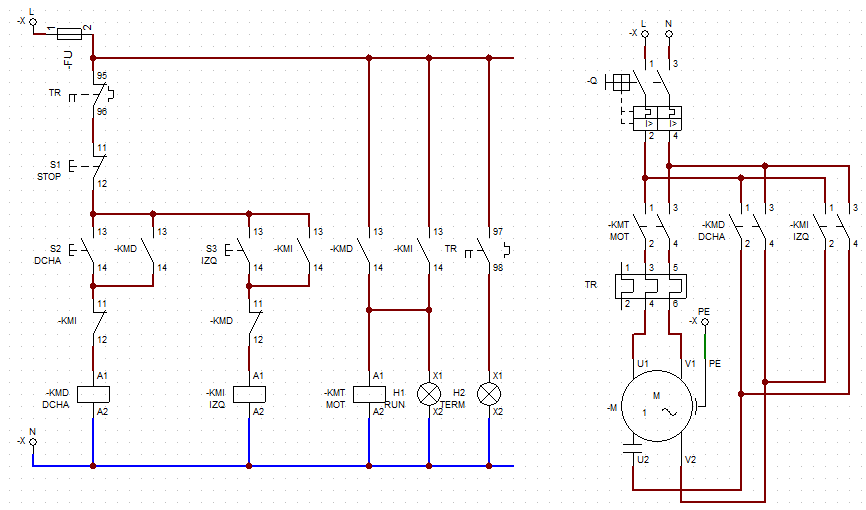 L
-X
1
2
-FU
95
TR
96
11
S1
STOP
12
13
13
13
13
13
13
97
S2
DCHA
-KMD
S3
IZQ
-KMI
-KMD
-KMI
TR
14
14
14
14
14
14
98
11
-KMI
12
11
-KMD
12
A1
A1
A1
X1
X1
-KMD
DCHA
-KMI
IZQ
-KMT
MOT
H1
RUN
H2
TERM
A2
A2
A2
X2
X2
N
-X
L
N
-X
1
3
-Q
I>
I>
2
4
1
3
1
3
1
3
-KMT
MOT
-KMD
DCHA
-KMI
IZQ
2
4
2
4
2
4
1
3
5
TR
2
4
6
PE
-X
U1
V1
PE
M
-M
1
U2
V2